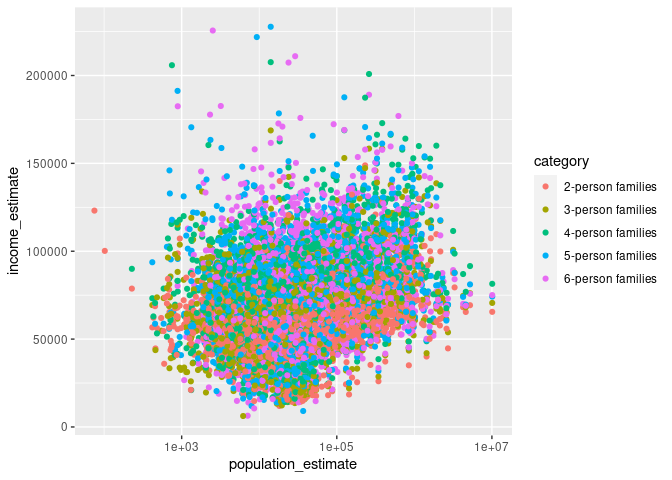 200000
150000
100000
50000
0
income_estimate
1e+03
1e+05
1e+07
population_estimate
category
2-person families
3-person families
4-person families
5-person families
6-person families